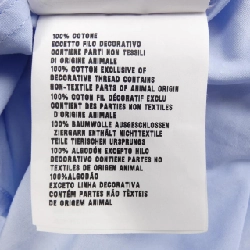 100% COTONE
ECCETTO FILO DECORATIVO
CONTIENE PARTI NON TESSILI
DI ORIGINE ANIMALE
100% COTTON EXCLUSIVE OF
DECORATIVE THREAD CONTAINS
NON-TEXTILE PARTS OF ANIMAL ORIGIN
100% COTON FIL DÉCORATIF EXCLU
CONTIENT DES PARTIES NON TEXTILES
D ORIGINE ANIMALE
100% BAUMWOLLE AUSGESCHLOSSEN
ZIERGARN ENTHÄLT NICHTTEXTILE
TEILE TIERISCHEN URSPRUNGS
100% ALGODÓN EXCEPTO HILO
DECORATIVO CONTIENE PARTES NO
TEXTILES DE ORIGEN ANIMAL
100%ALGODÃO
EXCETO LINHA DECORATIVA
CONTÉM PARTES NÃO TÊXTEIS
DE ORIGEM ANIMAL